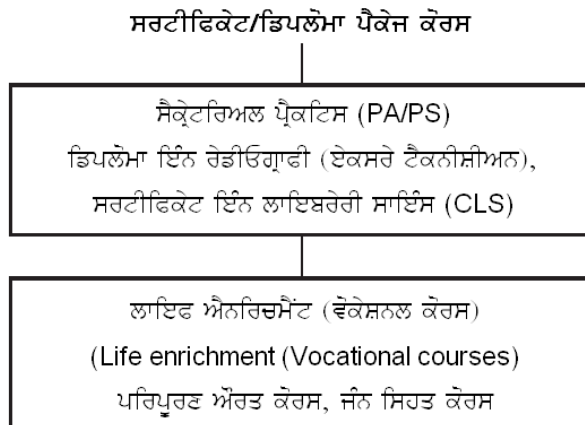 ਸਰਟੀਫਿਕੇਟ/ਡਿਪਲੋਮਾ ਪੈਕੇਜ ਕੋਰਸ
ਸੈਕ੍ਰੇਟਰਿਅਲ ਪ੍ਰੈਕਟਿਸ (PA/PS)
ਡਿਪਲੋਮਾ ਇੰਨ ਰੇਡੀਓਗ੍ਰਾਫੀ (ਏਕਸਰੇ ਟੈਕਨੀਸ਼ੀਅਨ),
ਸਰਟੀਫਿਕੇਟ ਇੰਨ ਲਾਇਬਰੇਰੀ ਸਾਇੰਸ (CLS)
ਲਾਇਫ ਐਨਰਿਚਮੈਂਟ (ਵੋਕੇਸ਼ਨਲ ਕੋਰਸ)
(Life enrichment (Vocational courses)
ਪਰਿਪੂਰਣ ਔਰਤ ਕੋਰਸ, ਜੰਨ ਸਿਹਤ ਕੋਰਸ